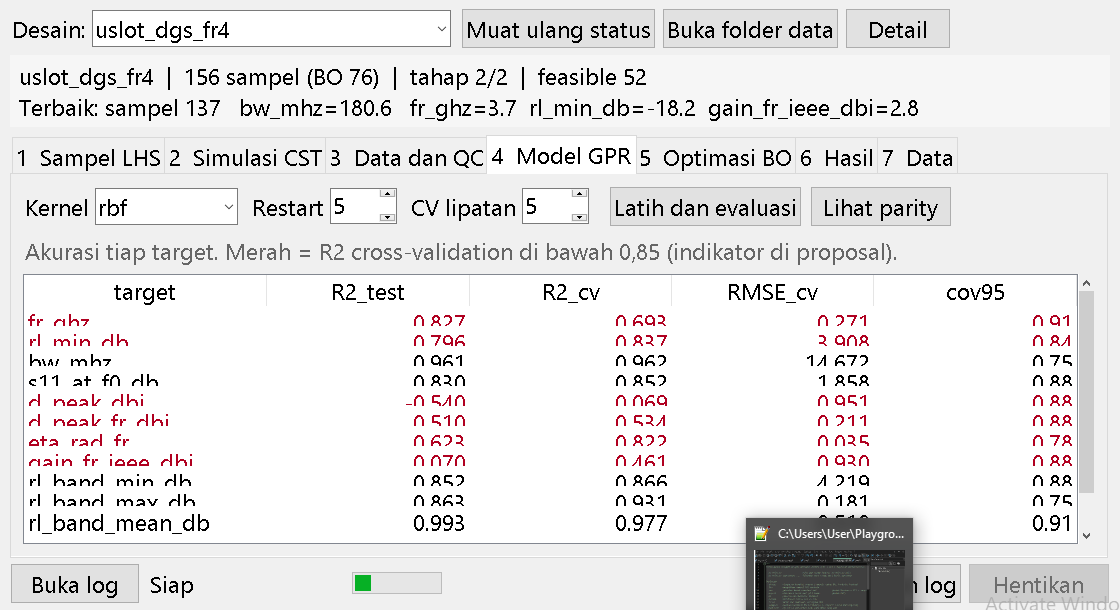 Desain: uslot_dgs_fr4 Muat ulang status Buka folder data Detail
uslot_dgs_fr4 | 156 sampel (BO 76) | tahap 2/2 | feasible 52
Terbaik: sampel 137 bw_mhz=180.6 fr_ghz=3.7 rl_min_db=-18.2 gain_fr_ieee_dbi=2.8
1 Sampel LHS 2 Simulasi CST 3 Data dan QC 4 Model GPR 5 Optimasi BO 6 Hasil 7 Data
Kernel rbf Restart 5 CV lipatan 5 Latih dan evaluasi Lihat parity
Akurasi tiap target. Merah = R2 cross-validation di bawah 0,85 (indikator di proposal).
target R2_test R2_cv RMSE_cv cov95
fr_ghz 0.827 0.693 0.271 0.91
rl_min_db 0.796 0.837 3.908 0.84
bw_mhz 0.961 0.962 14.672 0.75
s11_at_f0_db 0.830 0.852 1.858 0.88
d_peak_dbi -0.540 0.069 0.951 0.88
d_peak_fr_dbi 0.510 0.534 0.211 0.88
eta_rad_fr 0.623 0.822 0.035 0.78
gain_fr_ieee_dbi 0.070 0.461 0.930 0.88
rl_band_min_db 0.852 0.866 4.219 0.88
rl_band_max_db 0.863 0.931 0.181 0.75
rl_band_mean_db 0.993 0.977 0.91
C:\Users\User\Playgro...
Buka log Siap log Hentikan
Activate Windo